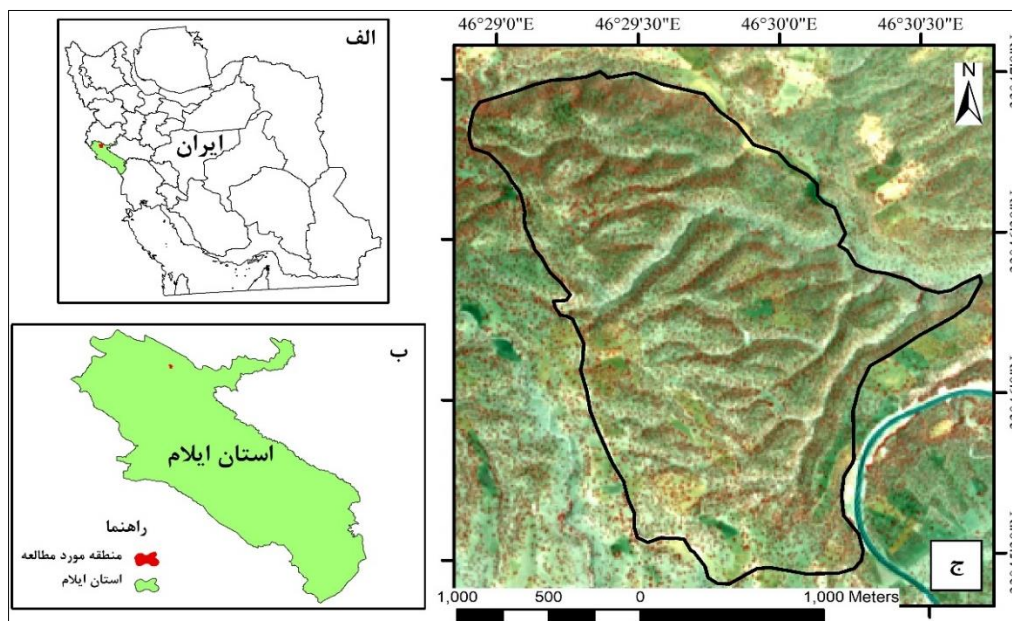 الف
ایران
ب
استان ایلام
راهنما
منطقه مورد مطالعه
استان ایلام
46°29'0"E 46°29'30"E 46°30'0"E 46°30'30"E
N
ج
1,000 500 0 1,000 Meters